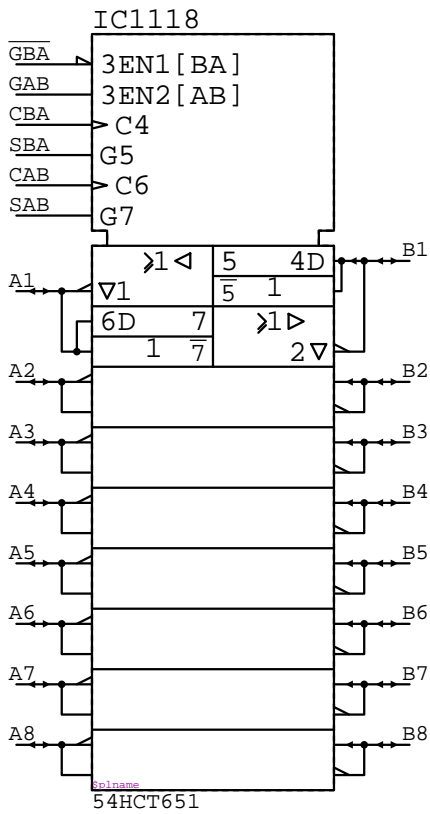 IC1118
G̅B̅A̅ 3EN1[BA]
GAB 3EN2[AB]
CBA C4
SBA G5
CAB C6
SAB G7
A1 ≥1 ◁ 5 4D B1
▽1 5̅ 1
6D 7 ≥1 ▷
1 7̅ 2▽
A2 B2
A3 B3
A4 B4
A5 B5
A6 B6
A7 B7
A8 B8
$plname
54HCT651